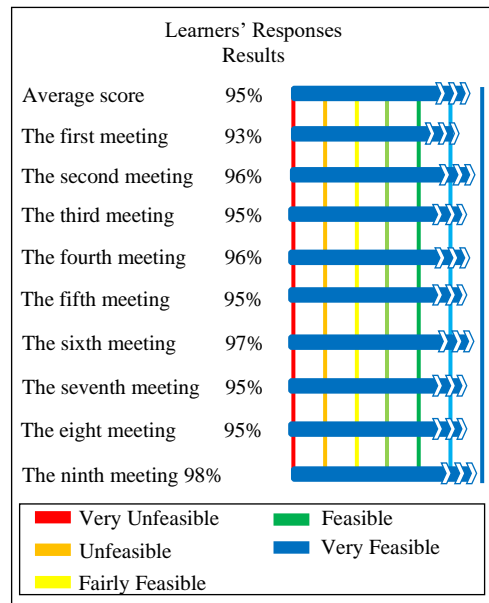 Learners’ Responses
Results
Average score 95%
The first meeting 93%
The second meeting 96%
The third meeting 95%
The fourth meeting 96%
The fifth meeting 95%
The sixth meeting 97%
The seventh meeting 95%
The eight meeting 95%
The ninth meeting 98%
Very Unfeasible Feasible
Unfeasible Very Feasible
Fairly Feasible